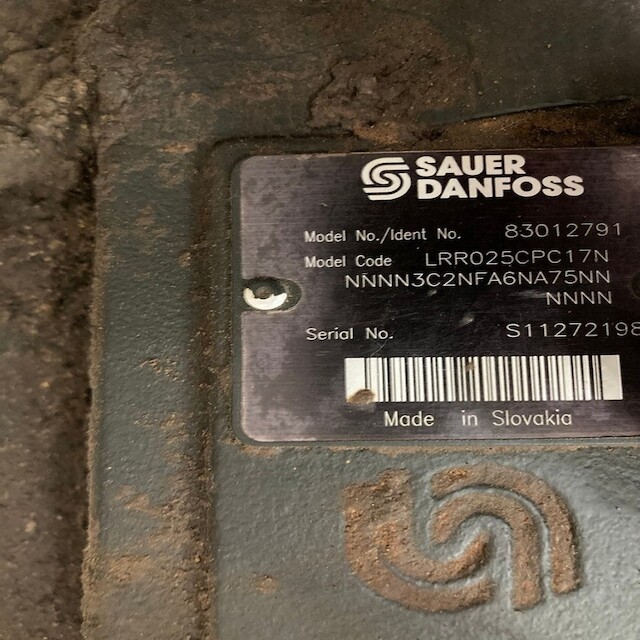 SAUER
DANFOSS
Model No./Ident No. 83012791
Model Code LRR025CPC17N
NNNN3C2NFA6NA75NN
NNNN
Serial No. S11272198
Made in Slovakia